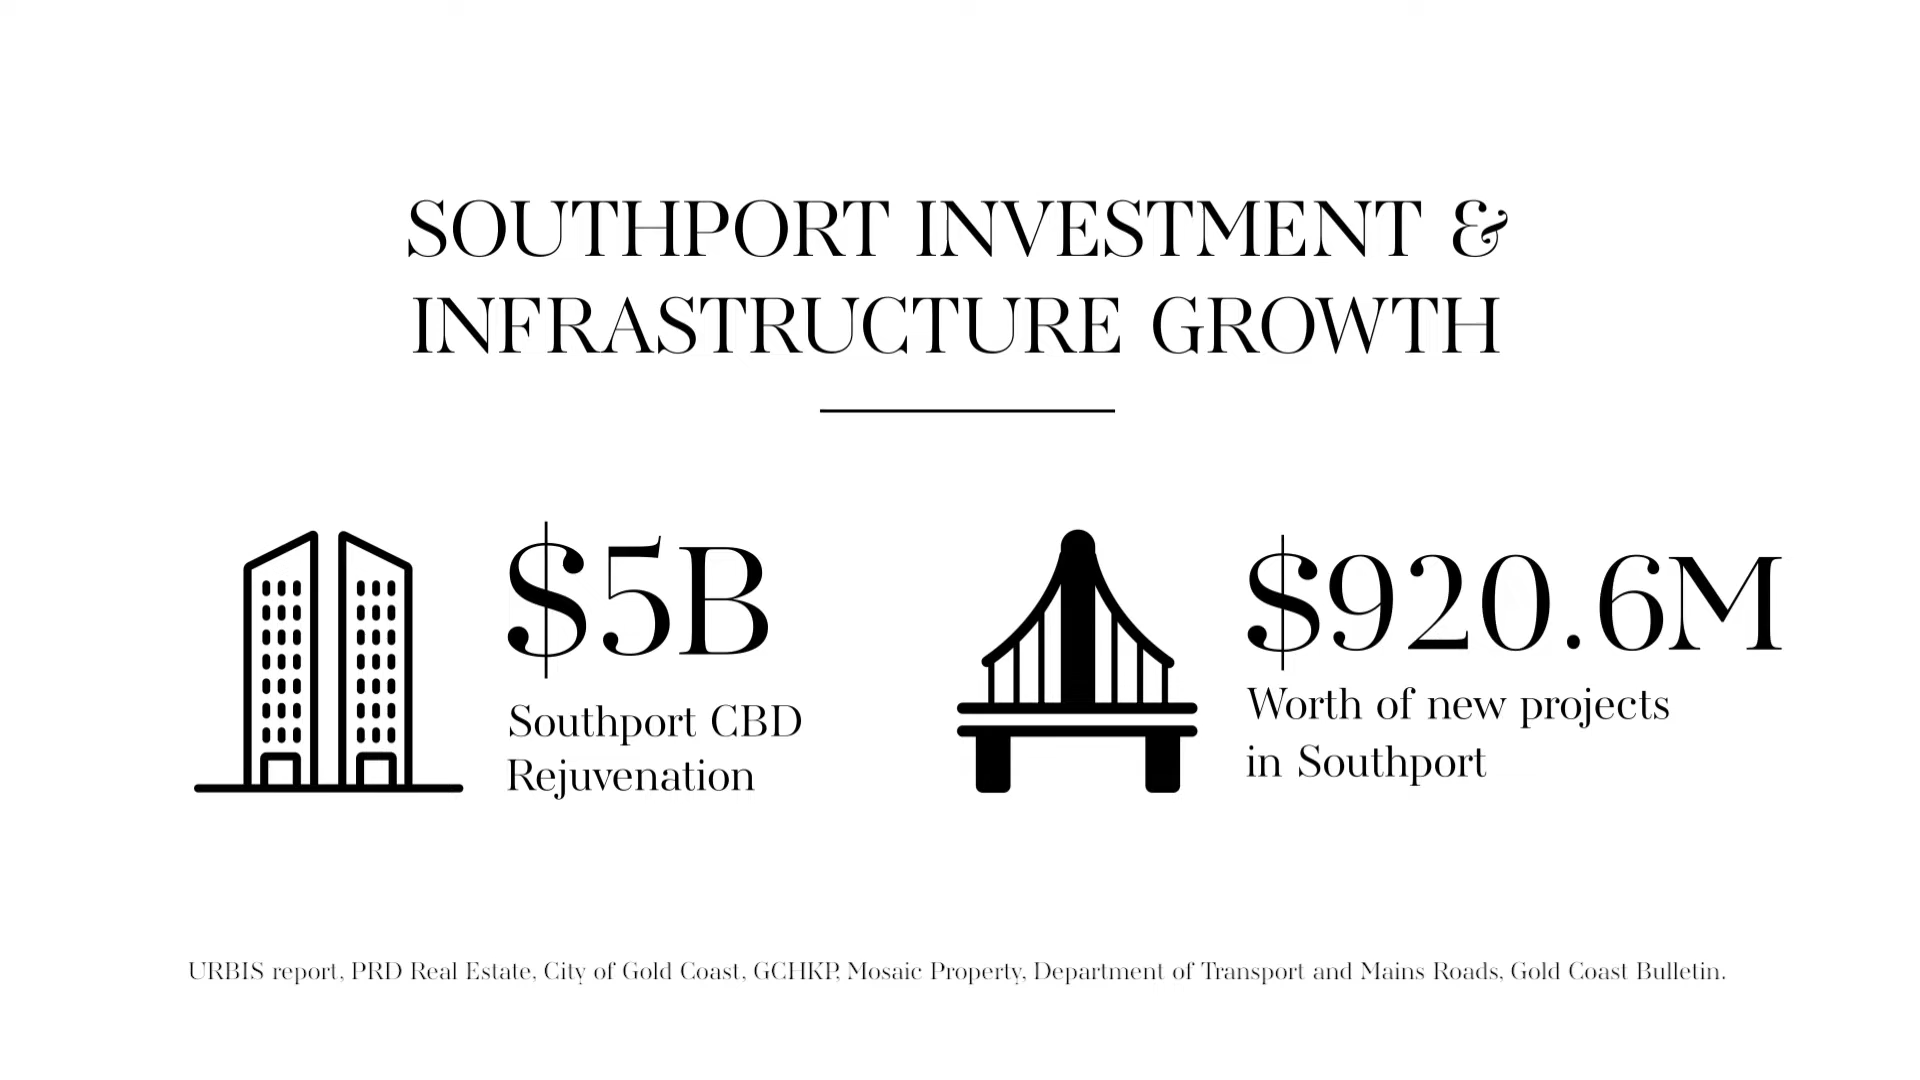 SOUTHPORT INVESTMENT &
INFRASTRUCTURE GROWTH
$5B
Southport CBD
Rejuvenation
$920.6M
Worth of new projects
in Southport
URBIS report, PRD Real Estate, City of Gold Coast, GCHKP, Mosaic Property, Department of Transport and Mains Roads, Gold Coast Bulletin.